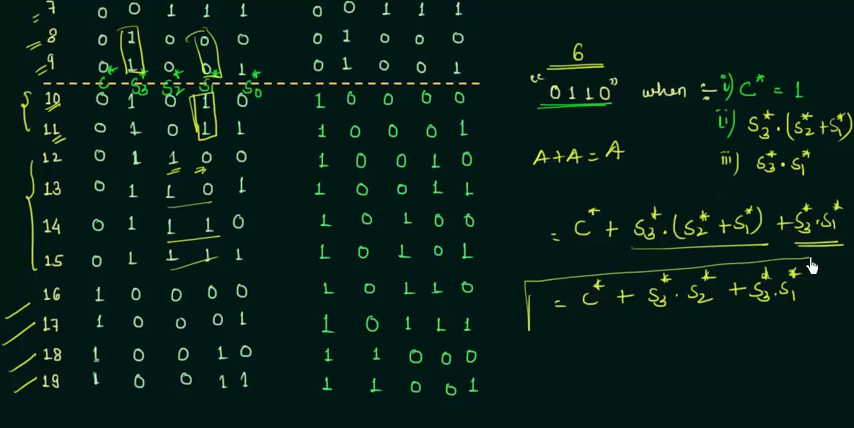 7 0 0 1 1 1 0 0 1 1 1
8 0 1 0 0 0 0 1 0 0 0
9 0 1 0 0 1 0 1 0 0 1
C* S3* S2* S1* S0*
10 0 1 0 1 0 1 0 0 0 0
11 0 1 0 1 1 1 0 0 0 1
12 0 1 1 0 0 1 0 0 1 0
13 0 1 1 0 1 1 0 0 1 1
14 0 1 1 1 0 1 0 1 0 0
15 0 1 1 1 1 1 0 1 0 1
16 1 0 0 0 0 1 0 1 1 0
17 1 0 0 0 1 1 0 1 1 1
18 1 0 0 1 0 1 1 0 0 0
19 1 0 0 1 1 1 1 0 0 1
6
"0110" when ÷ i) C* = 1
ii) S3*·(S2*+S1*)
A+A=A iii) S3*·S1*
= C* + S3*·(S2*+S1*) + S3*·S1*
= C* + S3*·S2* + S3*·S1*